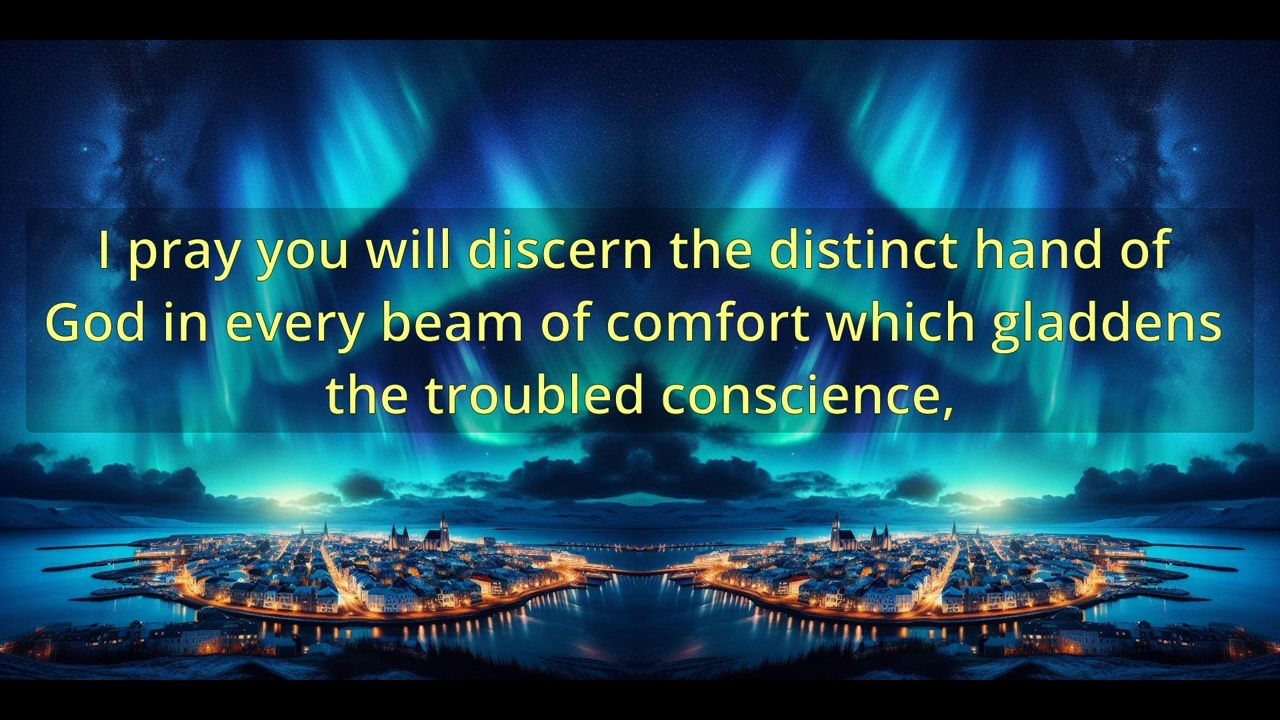 I pray you will discern the distinct hand of
God in every beam of comfort which gladdens
the troubled conscience,